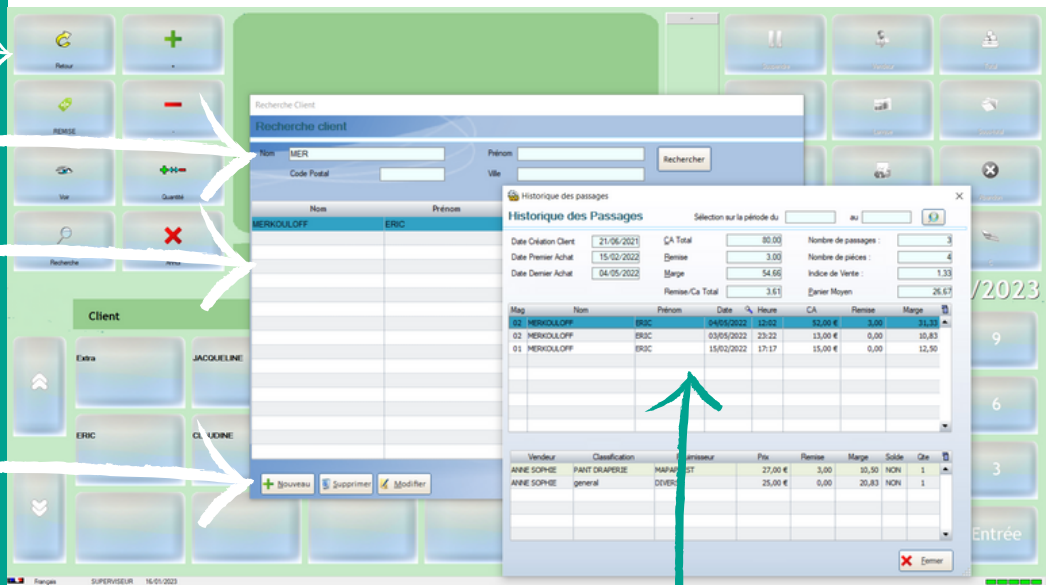 Retour
+
-
REMISE
Voir
Quantité
Recherche
Client
Extra
JACQUELINE
ERIC
CLAUDINE
Recherche Client
Recherche client
Nom MER Prénom Rechercher
Code Postal Ville
Nom Prénom
MERKOULOFF ERIC
Nouveau Supprimer Modifier
Historique des passages
Historique des Passages Sélection sur la période du au
Date Création Client 21/06/2021 CA Total 80,00 Nombre de passages : 3
Date Premier Achat 15/02/2022 Remise 3.00 Nombre de pièces : 4
Date Dernier Achat 04/05/2022 Marge 54.66 Indice de Vente : 1.33
Remise/Ca Total 3.61 Panier Moyen 26.67
Mag Nom Prénom Date Heure CA Remise Marge
02 MERKOULOFF ERIC 04/05/2022 12:02 52,00 € 3,00 31,33
02 MERKOULOFF ERIC 03/05/2022 23:22 13,00 € 0,00 10,83
01 MERKOULOFF ERIC 15/02/2022 17:17 15,00 € 0,00 12,50
Vendeur Classification Prix Remise Marge Solde Qte
ANNE SOPHIE PANT DRAPERIE 27,00 € 3,00 10,50 NON 1
ANNE SOPHIE general DIVERS 25,00 € 0,00 20,83 NON 1
Fermer
/2023
9
6
3
Entrée
Français SUPERVISEUR 16/01/2023